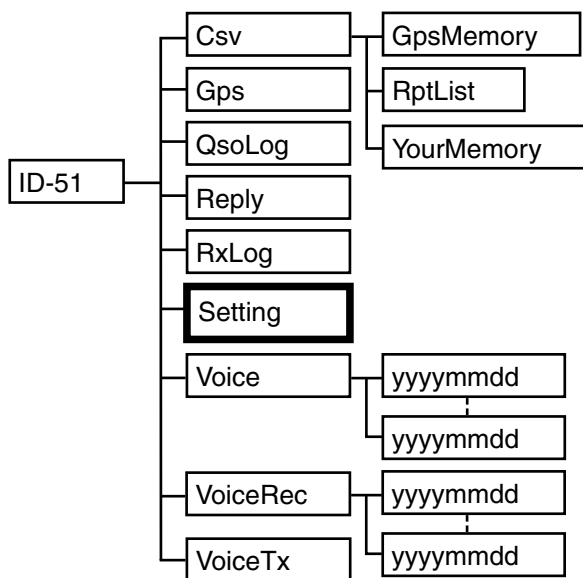 Csv
GpsMemory
Gps
RptList
QsoLog
YourMemory
ID-51
Reply
RxLog
Setting
Voice
yyyymmdd
yyyymmdd
VoiceRec
yyyymmdd
VoiceTx
yyyymmdd